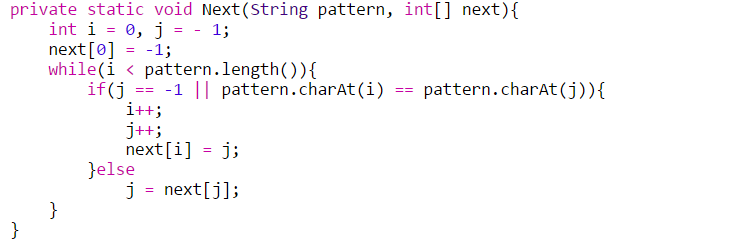 private static void Next(String pattern, int[] next){
    int i = 0, j = - 1;
    next[0] = -1;
    while(i < pattern.length()){
        if(j == -1 || pattern.charAt(i) == pattern.charAt(j)){
            i++;
            j++;
            next[i] = j;
        }else
            j = next[j];
    }
}